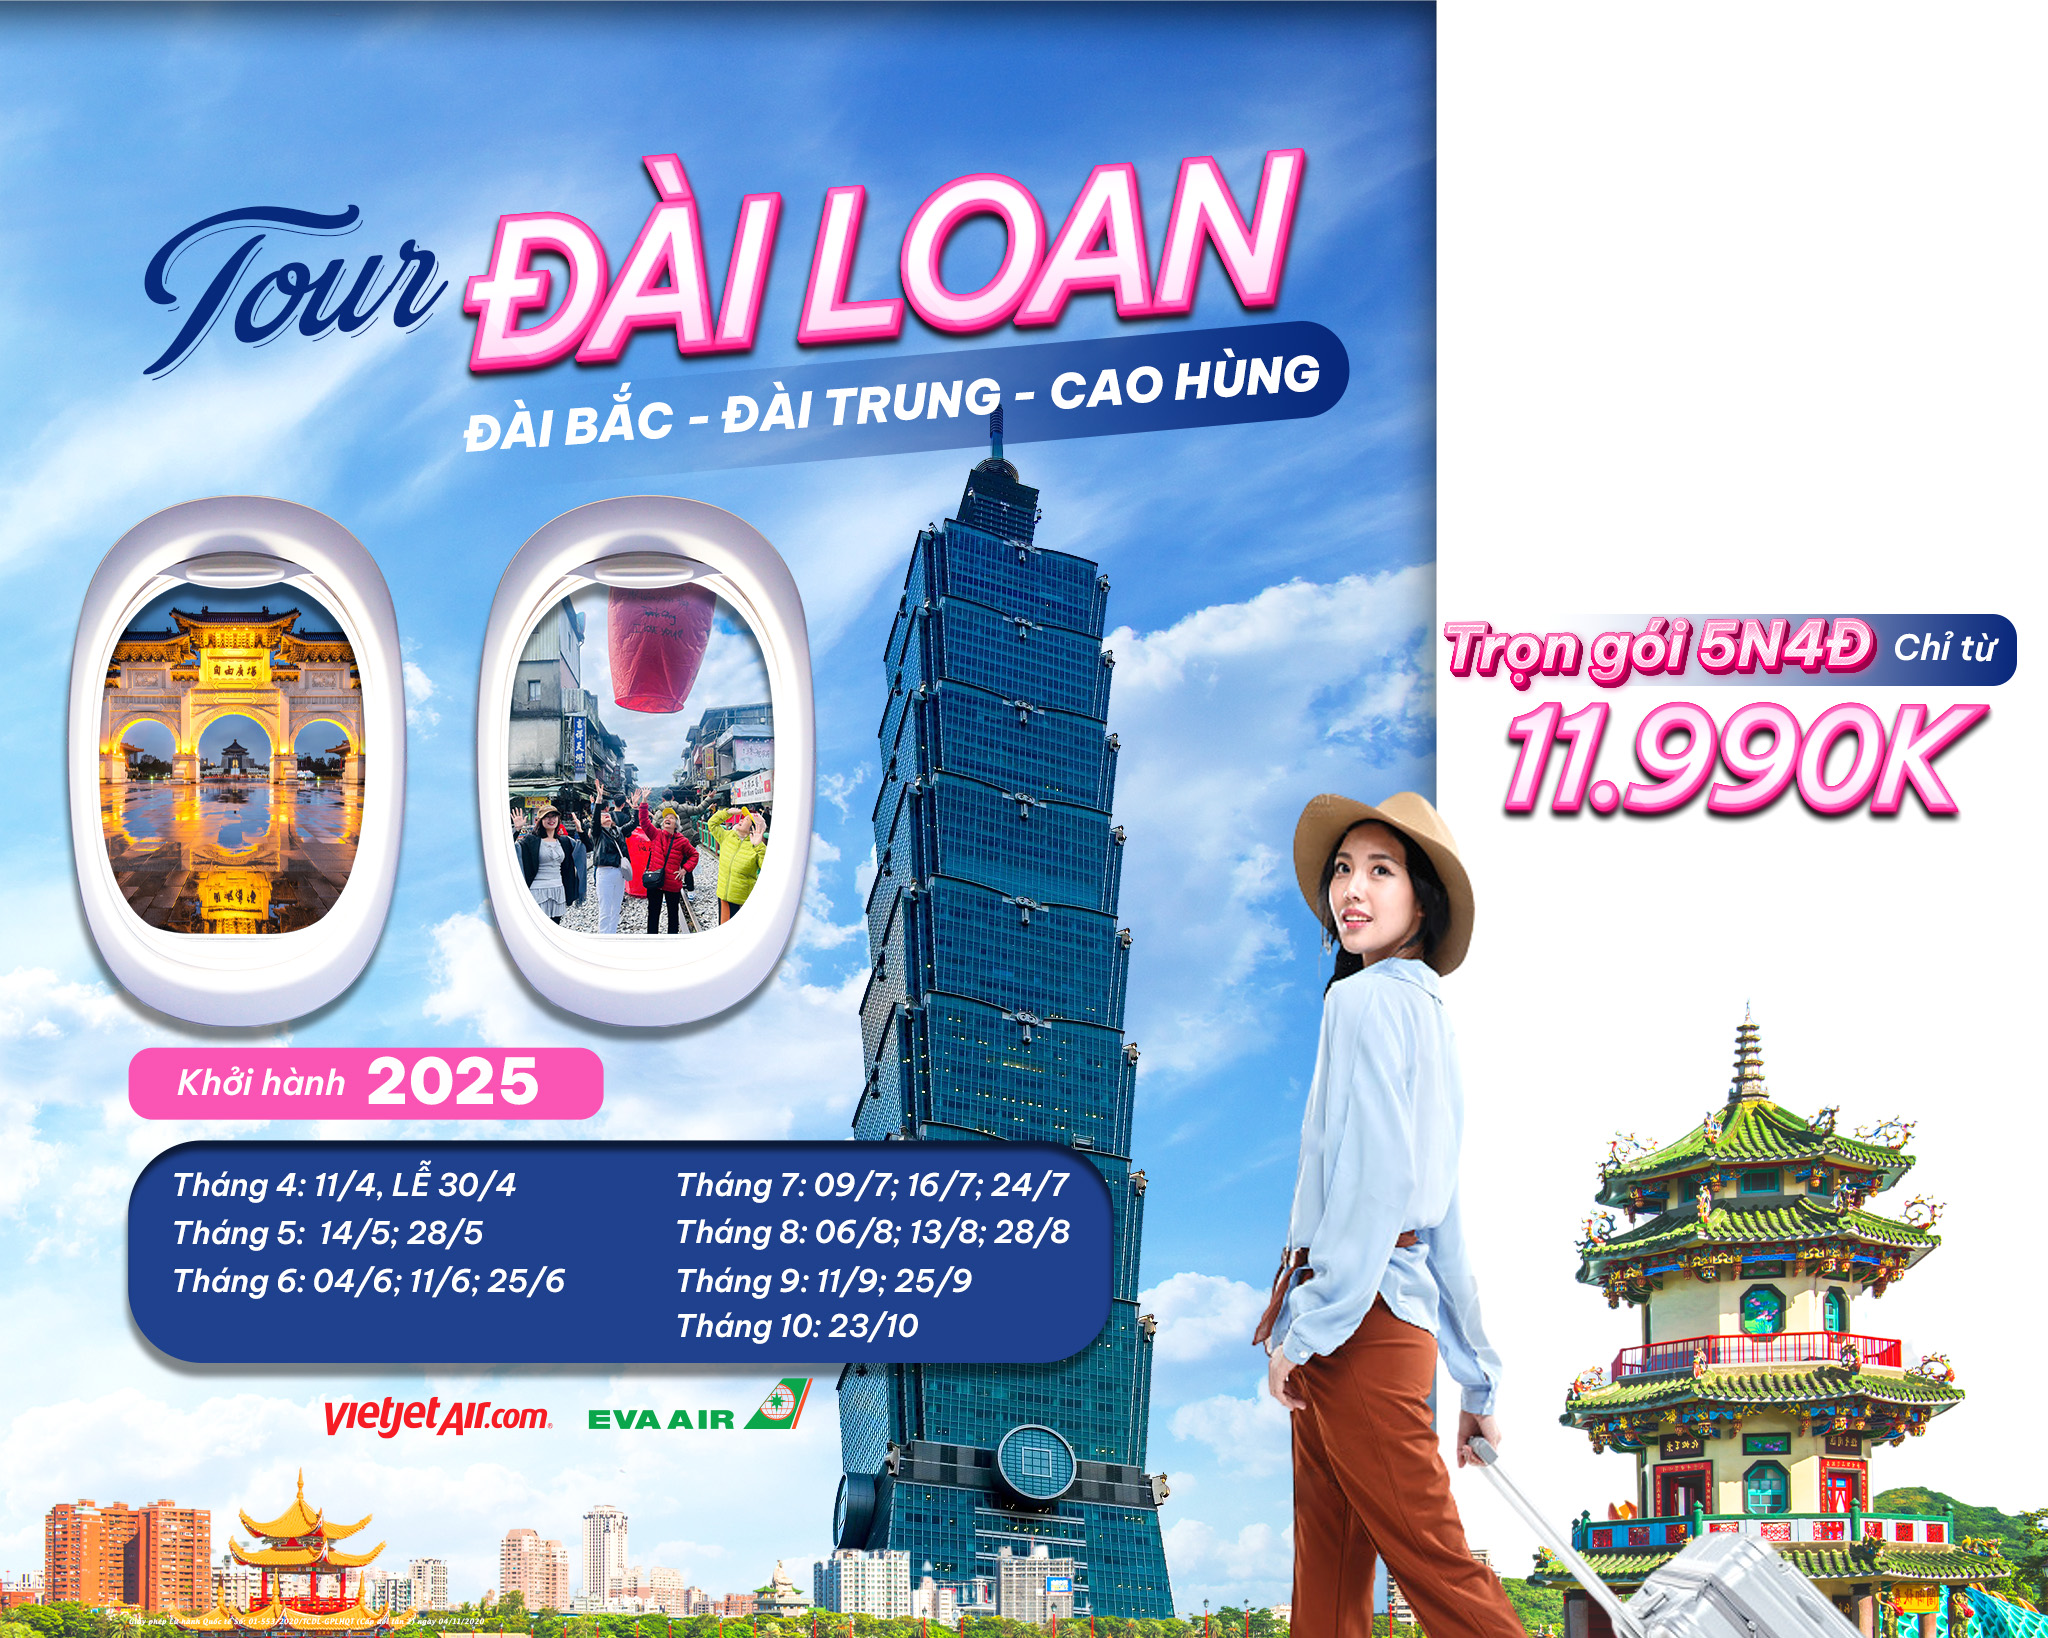 Tour ĐÀI LOAN
ĐÀI BẮC - ĐÀI TRUNG - CAO HÙNG
Trọn gói 5N4Đ Chỉ từ
11.990K
Khởi hành 2025
Tháng 4: 11/4, LỄ 30/4
Tháng 5: 14/5; 28/5
Tháng 6: 04/6; 11/6; 25/6
Tháng 7: 09/7; 16/7; 24/7
Tháng 8: 06/8; 13/8; 28/8
Tháng 9: 11/9; 25/9
Tháng 10: 23/10
vietjetAir.com
EVA AIR